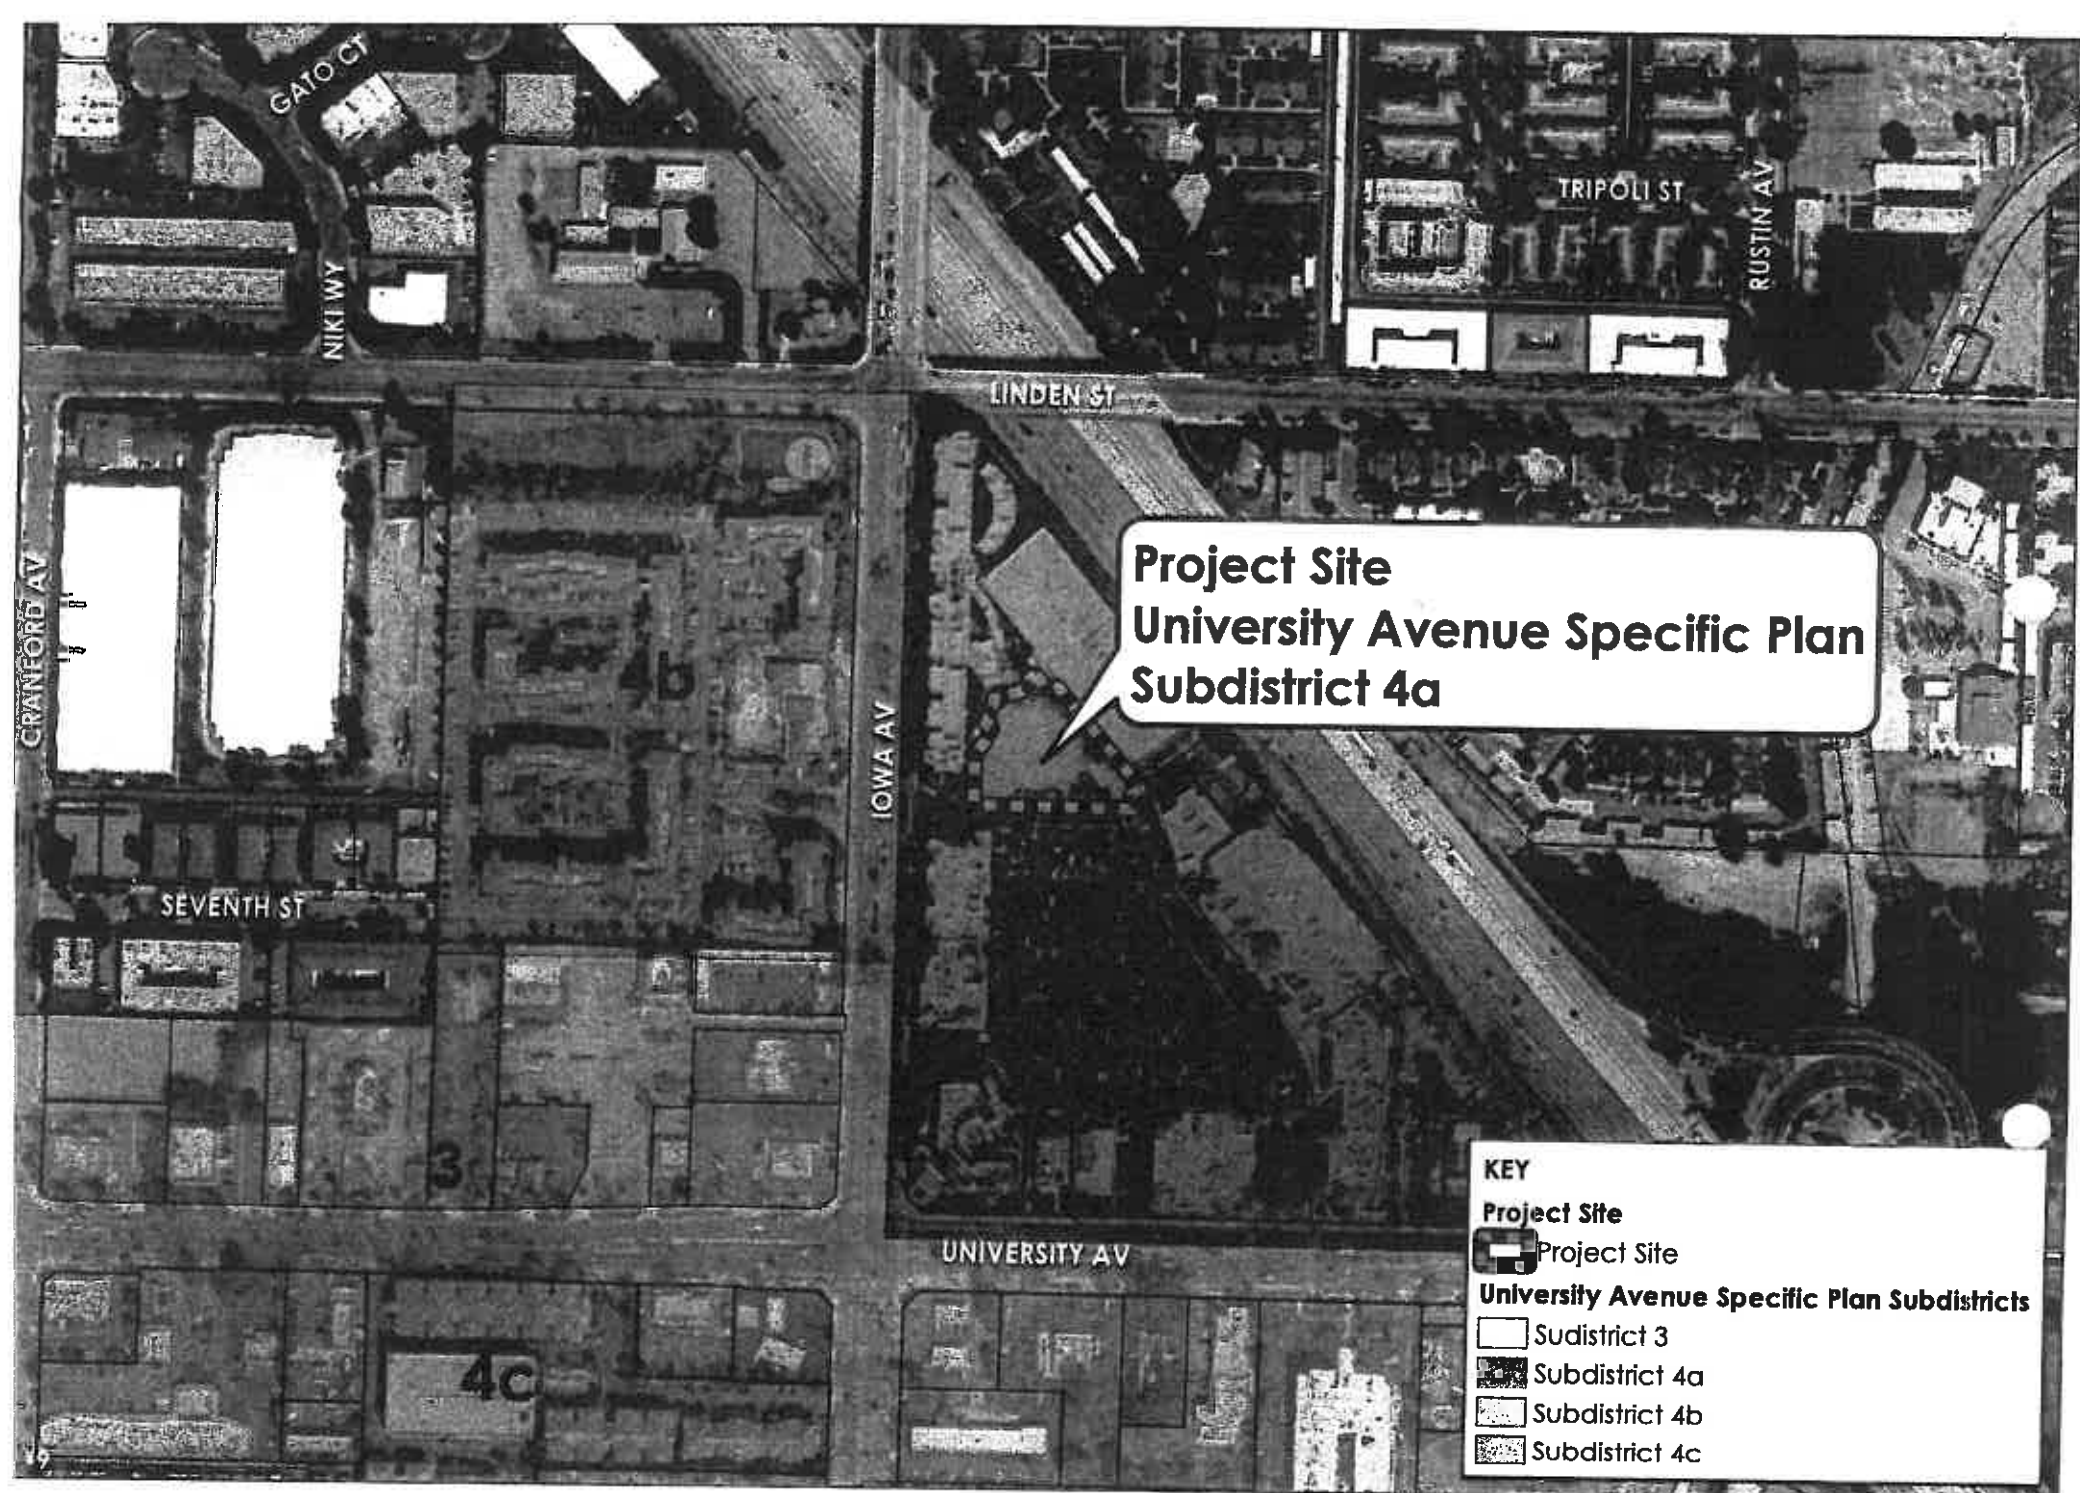 GATO CT
TRIPOLI ST
RUSTIN AV
NIKI WY
LINDEN ST
Project Site
University Avenue Specific Plan
Subdistrict 4a
CRANFORD AV
4b
IOWA AV
SEVENTH ST
3
UNIVERSITY AV
4c
KEY
Project Site
Project Site
University Avenue Specific Plan Subdistricts
Sudistrict 3
Subdistrict 4a
Subdistrict 4b
Subdistrict 4c